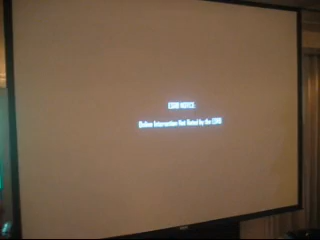 ESRB NOTICE:
Online Interactions Not Rated by the ESRB